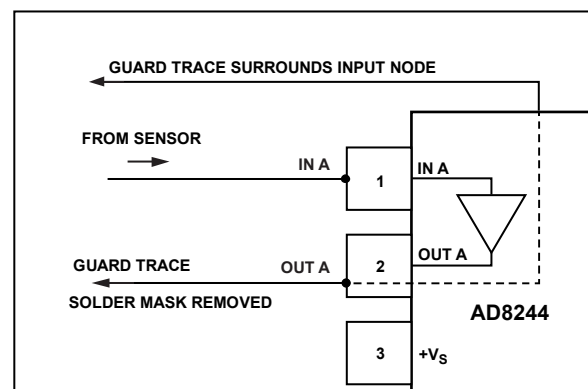 GUARD TRACE SURROUNDS INPUT NODE
FROM SENSOR
IN A
1
IN A
GUARD TRACE
OUT A
2
OUT A
SOLDER MASK REMOVED
AD8244
3
+VS